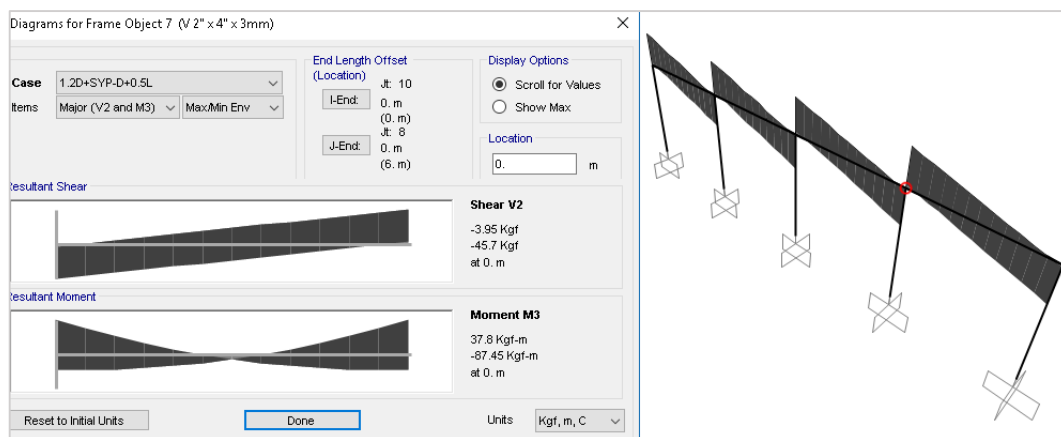 Diagrams for Frame Object 7 (V 2" x 4" x 3mm)
Case 1.2D+SYP-D+0.5L
Items Major (V2 and M3) Max/Min Env
End Length Offset
(Location)
I-End:
Jt: 10
0. m
(0. m)
J-End:
Jt: 8
0. m
(6. m)
Display Options
Scroll for Values
Show Max
Location
0. m
Resultant Shear
Shear V2
-3.95 Kgf
-45.7 Kgf
at 0. m
Resultant Moment
Moment M3
37.8 Kgf-m
-87.45 Kgf-m
at 0. m
Reset to Initial Units
Done
Units Kgf, m, C